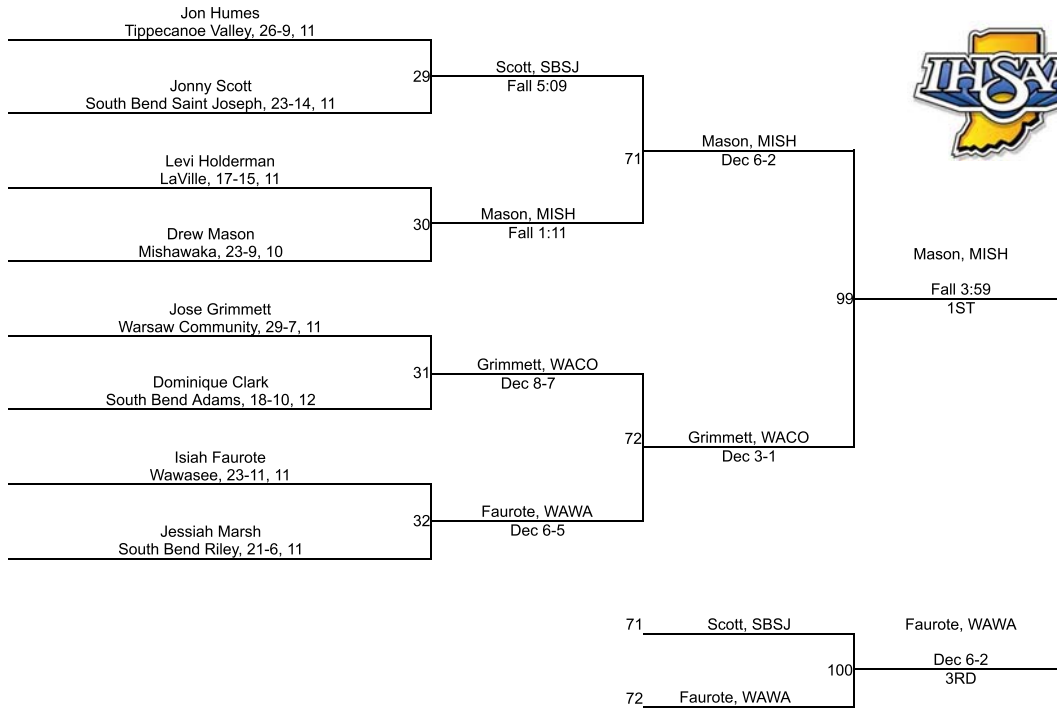 Jon Humes
Tippecanoe Valley, 26-9, 11
29
Scott, SBSJ
Fall 5:09
Jonny Scott
South Bend Saint Joseph, 23-14, 11
71
Mason, MISH
Dec 6-2
Levi Holderman
LaVille, 17-15, 11
30
Mason, MISH
Fall 1:11
Drew Mason
Mishawaka, 23-9, 10
99
Mason, MISH
Fall 3:59
1ST
Jose Grimmett
Warsaw Community, 29-7, 11
31
Grimmett, WACO
Dec 8-7
Dominique Clark
South Bend Adams, 18-10, 12
72
Grimmett, WACO
Dec 3-1
Isiah Faurote
Wawasee, 23-11, 11
32
Faurote, WAWA
Dec 6-5
Jessiah Marsh
South Bend Riley, 21-6, 11
71
Scott, SBSJ
100
Faurote, WAWA
Dec 6-2
3RD
72
Faurote, WAWA
IHSAA